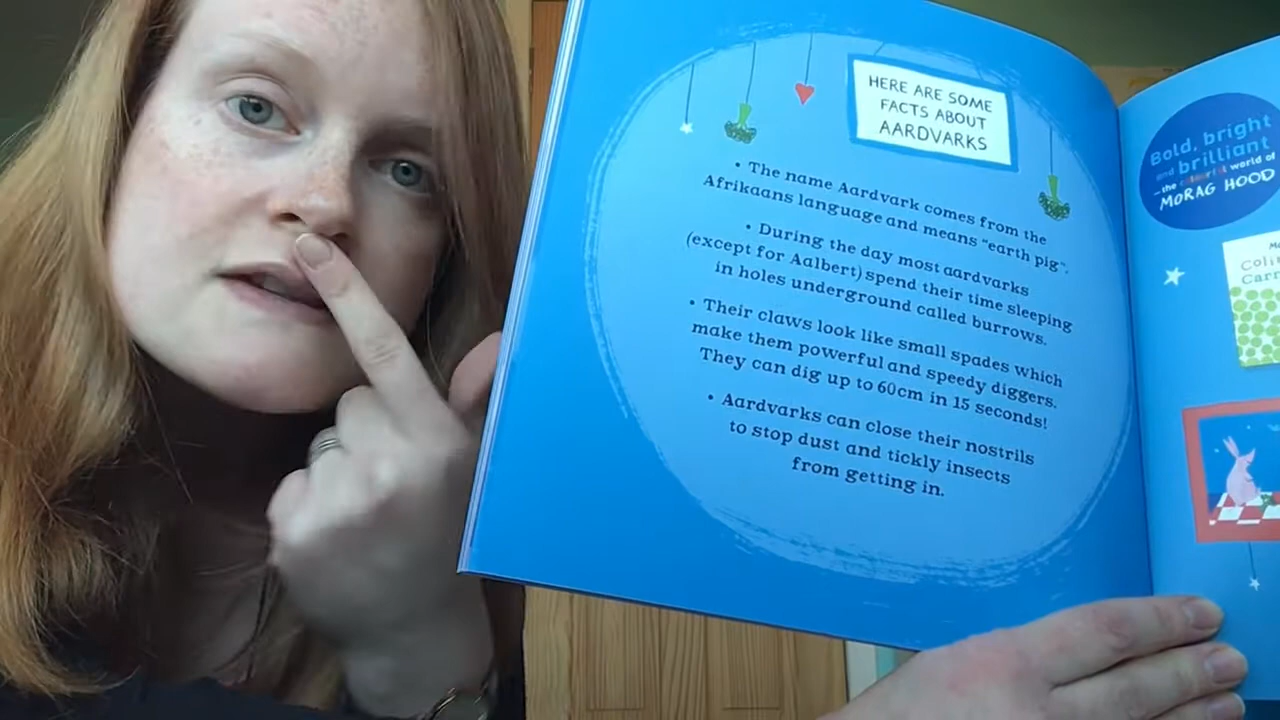 HERE ARE SOME
FACTS ABOUT
AARDVARKS
• The name Aardvark comes from the
Afrikaans language and means "earth pig".
• During the day most aardvarks
(except for Aalbert) spend their time sleeping
in holes underground called burrows.
• Their claws look like small spades which
make them powerful and speedy diggers.
They can dig up to 60cm in 15 seconds!
• Aardvarks can close their nostrils
to stop dust and tickly insects
from getting in.
Bold, bright
and brilliant
– the colourful world of
MORAG HOOD